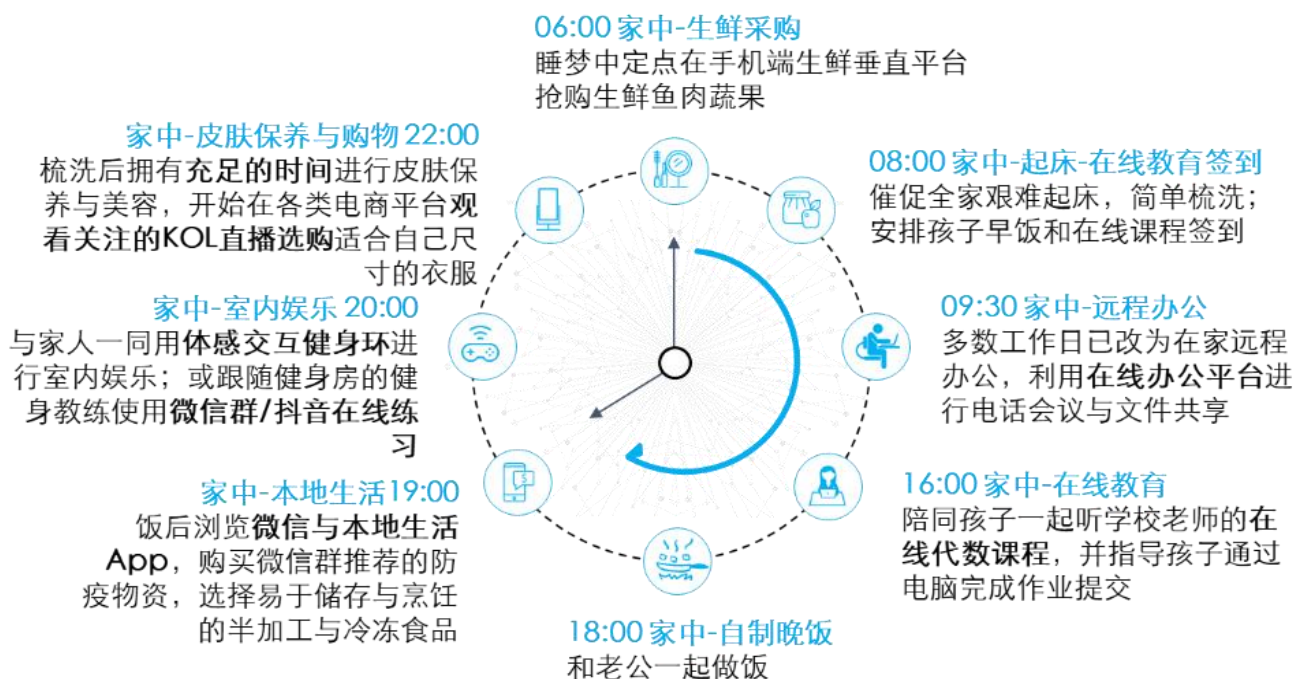 06:00 家中-生鲜采购
睡梦中定点在手机端生鲜垂直平台
抢购生鲜鱼肉蔬果
08:00 家中-起床-在线教育签到
催促全家艰难起床，简单梳洗；
安排孩子早饭和在线课程签到
09:30 家中-远程办公
多数工作日已改为在家远程
办公，利用在线办公平台进
行电话会议与文件共享
16:00 家中-在线教育
陪同孩子一起听学校老师的在
线代数课程，并指导孩子通过
电脑完成作业提交
18:00 家中-自制晚饭
和老公一起做饭
家中-本地生活19:00
饭后浏览微信与本地生活
App，购买微信群推荐的防
疫物资，选择易于储存与烹饪
的半加工与冷冻食品
家中-室内娱乐 20:00
与家人一同用体感交互健身环进
行室内娱乐；或跟随健身房的健
身教练使用微信群/抖音在线练
习
家中-皮肤保养与购物 22:00
梳洗后拥有充足的时间进行皮肤保
养与美容，开始在各类电商平台观
看关注的KOL直播选购适合自己尺
寸的衣服